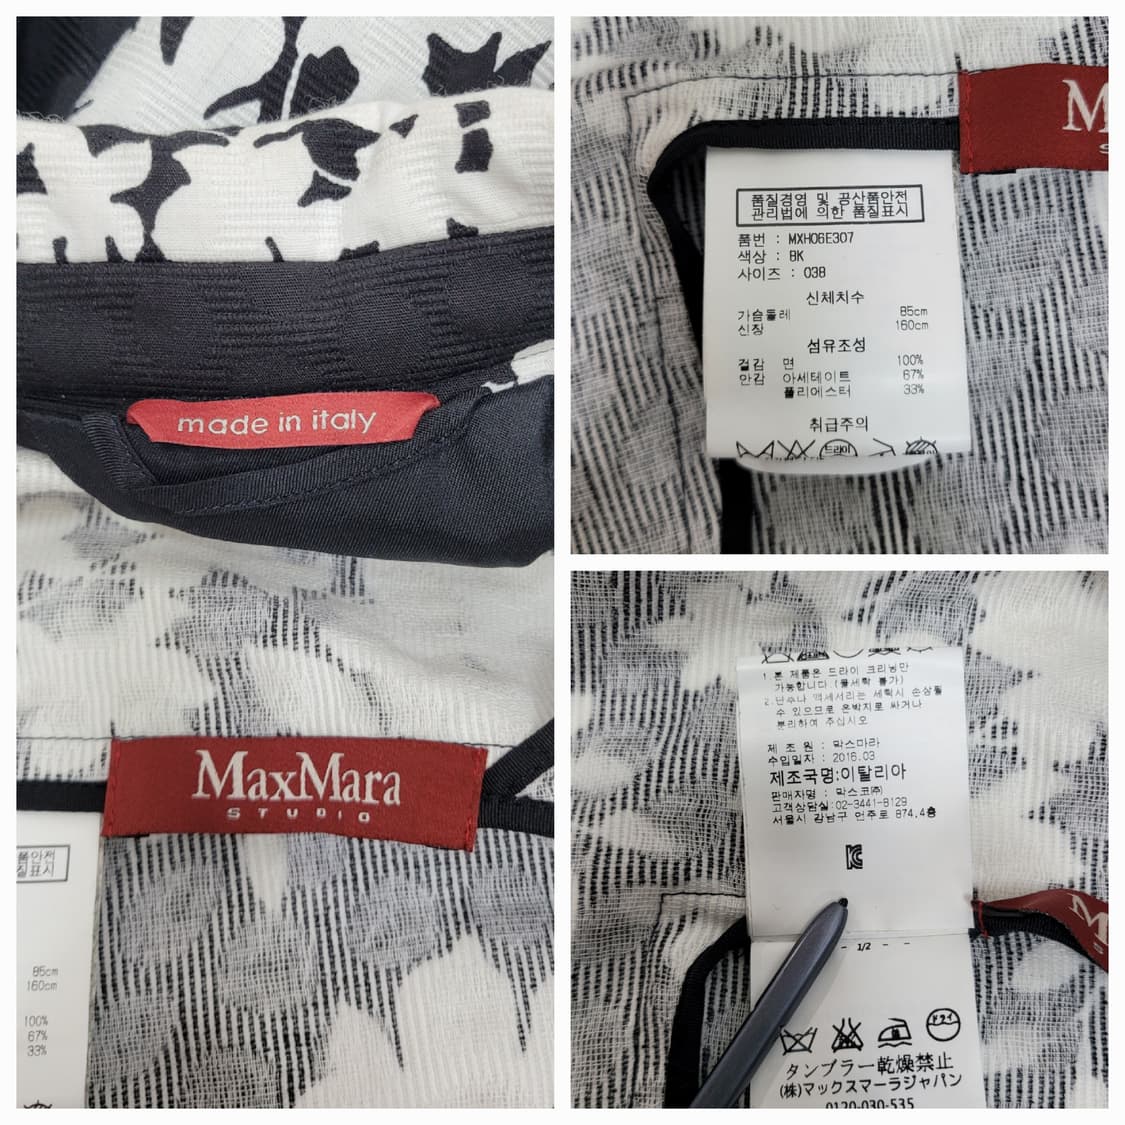 made in italy
MaxMara
STUDIO
품안전
질표시
85cm
160cm
100%
67%
33%
M
S
품질경영 및 공산품안전
관리법에 의한 품질표시
품번 : MXH06E307
색상 : BK
사이즈 : 038
신체치수
가슴둘레 85cm
신장 160cm
섬유조성
겉감 면 100%
안감 아세테이트 67%
폴리에스터 33%
취급주의
드라이
1.본 제품은 드라이 크리닝만
가능합니다 (물세탁 불가)
2.단추나 액세서리는 세탁시 손상될
수 있으므로 은박지로 싸거나
분리하여 주십시오
제 조 원 : 막스마라
수입일자 : 2016.03
제조국명:이탈리아
판매자명 : 막스코(주)
고객상담실:02-3441-8129
서울시 강남구 언주로 874,4층
- 1/2 - -
タンブラー乾燥禁止
(株)マックスマーラジャパン
0120-030-535